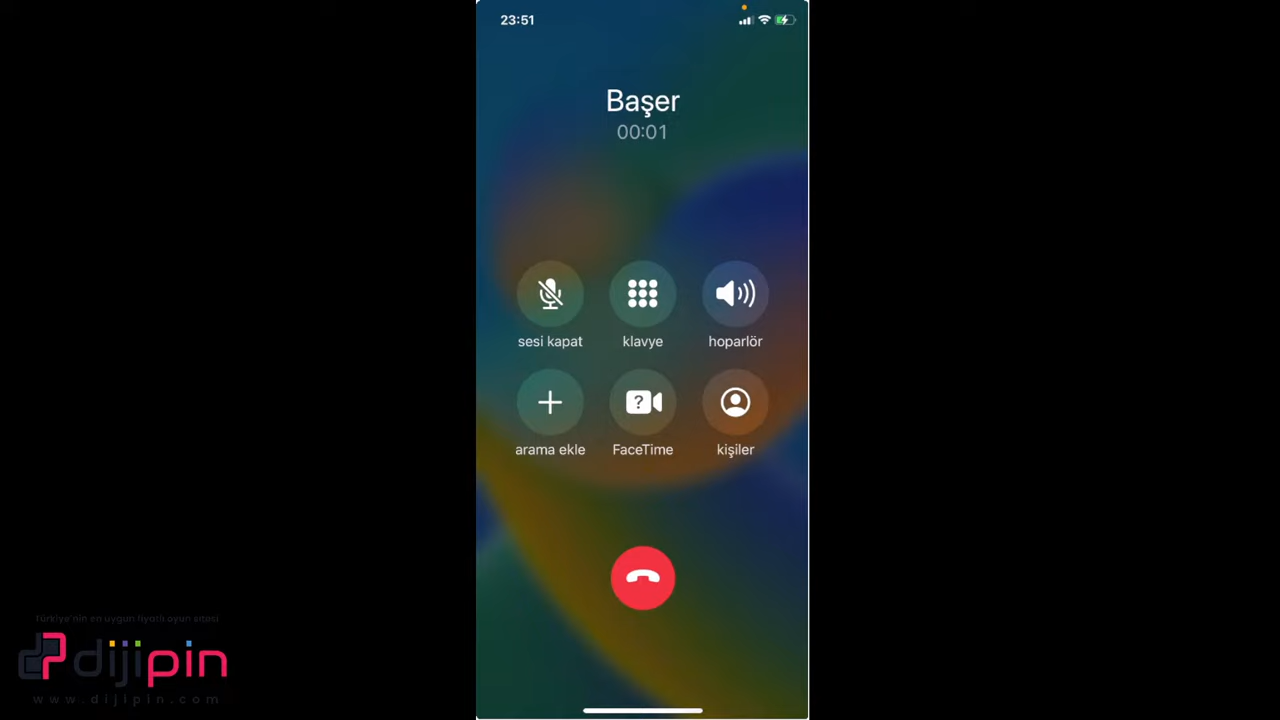 23:51
Başer
00:01
sesi kapat
klavye
hoparlör
arama ekle
?
FaceTime
kişiler
Türkiye'nin en uygun fiyatlı oyun sitesi
dijipin
www.dijipin.com